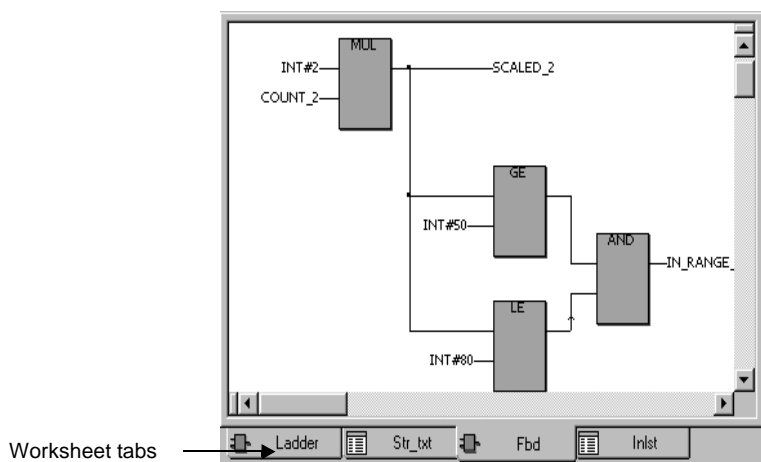 MUL
INT#2
SCALED_2
COUNT_2
GE
INT#50
AND
IN_RANGE_
LE
INT#80
Worksheet tabs
Ladder Str_txt Fbd Inlst